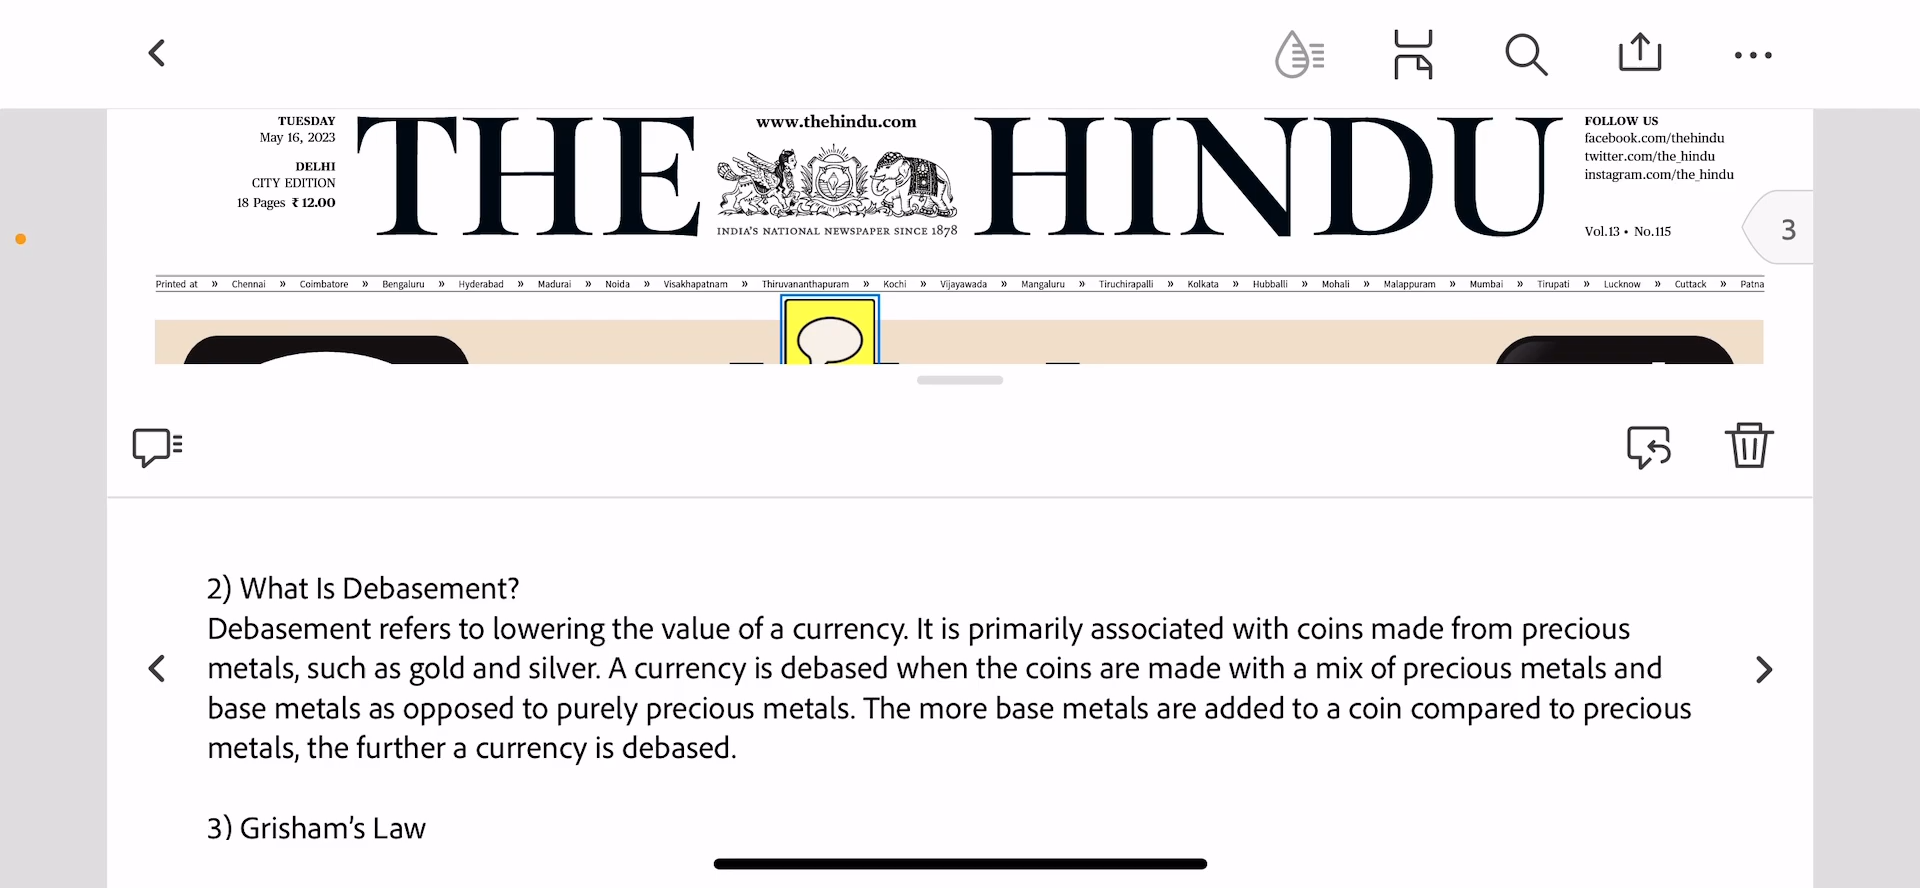 TUESDAY
May 16, 2023
DELHI
CITY EDITION
18 Pages ₹ 12.00
THE HINDU
www.thehindu.com
INDIA'S NATIONAL NEWSPAPER SINCE 1878
FOLLOW US
facebook.com/thehindu
twitter.com/the_hindu
instagram.com/the_hindu
Vol.13 • No.115
3
Printed at » Chennai » Coimbatore » Bengaluru » Hyderabad » Madurai » Noida » Visakhapatnam » Thiruvananthapuram » Kochi » Vijayawada » Mangaluru » Tiruchirapalli » Kolkata » Hubballi » Mohali » Malappuram » Mumbai » Tirupati » Lucknow » Cuttack » Patna
2) What Is Debasement?
Debasement refers to lowering the value of a currency. It is primarily associated with coins made from precious
metals, such as gold and silver. A currency is debased when the coins are made with a mix of precious metals and
base metals as opposed to purely precious metals. The more base metals are added to a coin compared to precious
metals, the further a currency is debased.
3) Grisham's Law